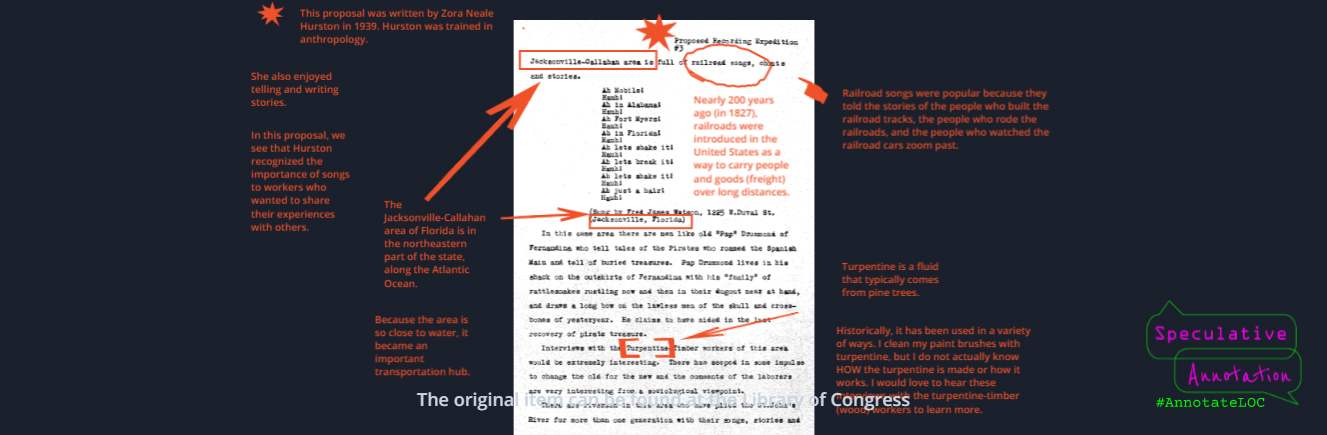 This proposal was written by Zora Neale
Hurston in 1939. Hurston was trained in
anthropology.
She also enjoyed
telling and writing
stories.
In this proposal, we
see that Hurston
recognized the
importance of songs
to workers who
wanted to share
their experiences
with others.
The
Jacksonville-Callahan
area of Florida is in
the northeastern
part of the state,
along the Atlantic
Ocean.
Because the area is
so close to water, it
became an
important
transportation hub.
Proposed Recording Expedition
#3
Jacksonville-Callahan area is full of railroad songs, chants
and stories.
Ah Mobile!
Hanh!
Ah in Alabama!
Hanh!
Ah Fort Myers!
Hanh!
Ah in Florida!
Hanh!
Ah lets shake it!
Hanh!
Ah lets break it!
Hanh!
Ah lets shake it!
Hanh!
Ah just a hair!
Hanh!
(Sung by Fred James Watson, 1225 W.Duval St.
Jacksonville, Florida)
Nearly 200 years
ago (in 1827),
railroads were
introduced in the
United States as a
way to carry people
and goods (freight)
over long distances.
In this same area there are men like old "Pap" Drummond of
Fernandina who tell tales of the Pirates who roamed the Spanish
Main and tell of buried treasures. Pap Drummond lives in his
shack on the outskirts of Fernandina with his "family" of
rattlesnakes rustling now and then in their dugout near at hand,
and draws a long bow on the lawless men of the skull and cross-
bones of yesteryear. He claims to have aided in the last
recovery of pirate treasure.
Interviews with the Turpentine-Timber workers of this area
would be extremely interesting. There has seeped in some impulse
to change the old for the new and the comments of the laborers
are very interesting from a sociological viewpoint.
There are rivermen in this area who have plied the St.John's
River for more than one generation with their songs, stories and
Railroad songs were popular because they
told the stories of the people who built the
railroad tracks, the people who rode the
railroads, and the people who watched the
railroad cars zoom past.
Turpentine is a fluid
that typically comes
from pine trees.
Historically, it has been used in a variety
of ways. I clean my paint brushes with
turpentine, but I do not actually know
HOW the turpentine is made or how it
works. I would love to hear these
interviews with the turpentine-timber
(wood) workers to learn more.
The original item can be found at the Library of Congress
Speculative
Annotation
#AnnotateLOC